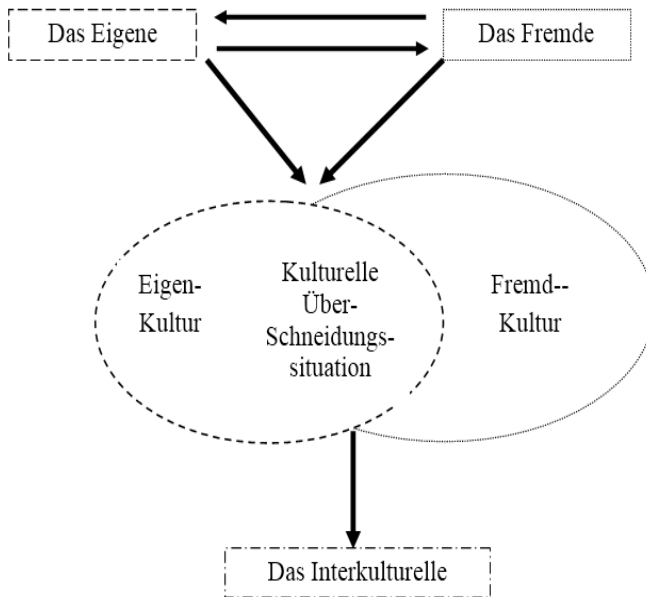 Das Eigene
Das Fremde
Eigen-
Kultur
Kulturelle
Über-
Schneidungs-
situation
Fremd--
Kultur
Das Interkulturelle